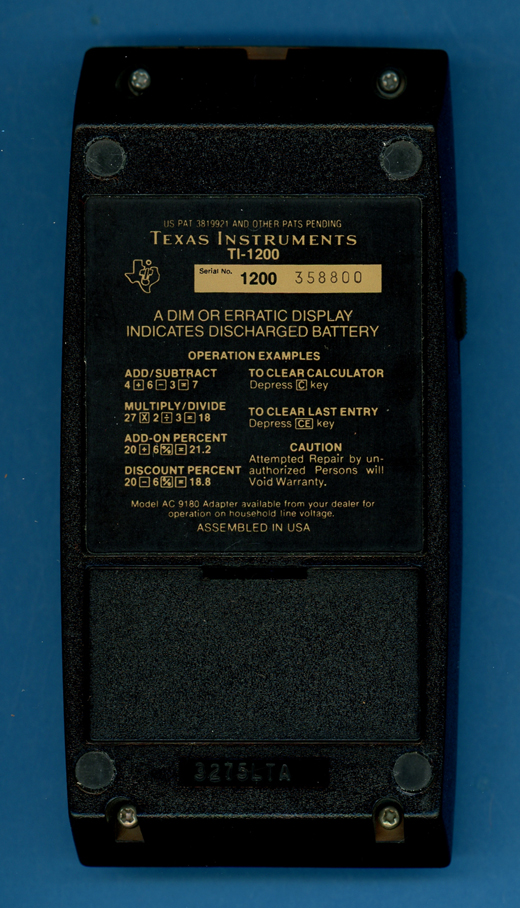 US PAT 3819921 AND OTHER PATS PENDING
TEXAS INSTRUMENTS
TI-1200
Serial No. 1200 358800
A DIM OR ERRATIC DISPLAY
INDICATES DISCHARGED BATTERY
OPERATION EXAMPLES
ADD/SUBTRACT
4 + 6 − 3 = 7
MULTIPLY/DIVIDE
27 X 2 ÷ 3 = 18
ADD-ON PERCENT
20 + 6 % = 21.2
DISCOUNT PERCENT
20 − 6 % = 18.8
TO CLEAR CALCULATOR
Depress C key
TO CLEAR LAST ENTRY
Depress CE key
CAUTION
Attempted Repair by un-
authorized Persons will
Void Warranty.
Model AC 9180 Adapter available from your dealer for
operation on household line voltage.
ASSEMBLED IN USA
3275LTA